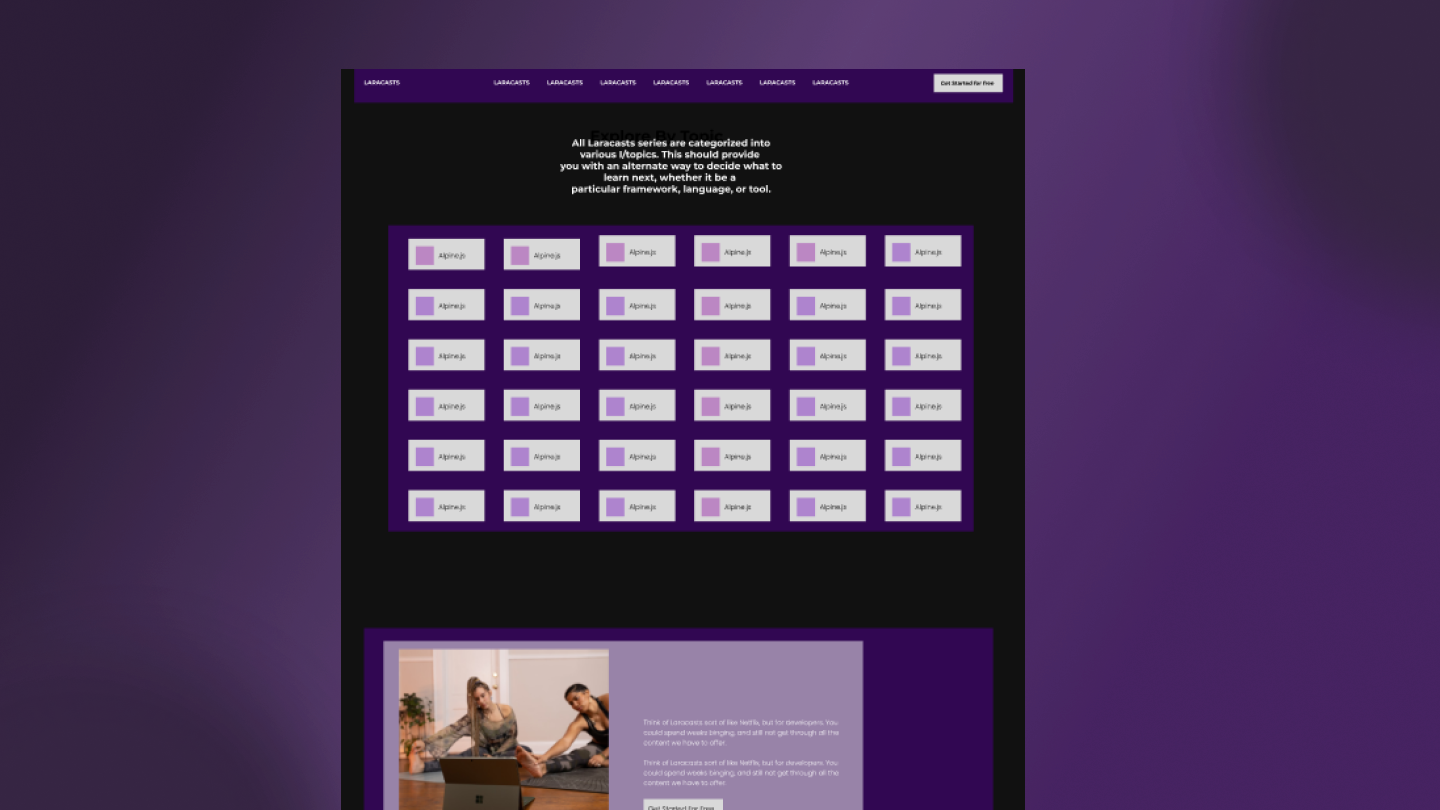 LARACASTS LARACASTS LARACASTS LARACASTS LARACASTS LARACASTS LARACASTS LARACASTS Get Started for Free
Explore By Topic
All Laracasts series are categorized into
various l/topics. This should provide
you with an alternate way to decide what to
learn next, whether it be a
particular framework, language, or tool.
Alpine.js Alpine.js Alpine.js Alpine.js Alpine.js Alpine.js
Alpine.js Alpine.js Alpine.js Alpine.js Alpine.js Alpine.js
Alpine.js Alpine.js Alpine.js Alpine.js Alpine.js Alpine.js
Alpine.js Alpine.js Alpine.js Alpine.js Alpine.js Alpine.js
Alpine.js Alpine.js Alpine.js Alpine.js Alpine.js Alpine.js
Alpine.js Alpine.js Alpine.js Alpine.js Alpine.js Alpine.js
Think of Laracasts sort of like Netflix, but for developers. You
could spend weeks binging, and still not get through all the
content we have to offer.
Think of Laracasts sort of like Netflix, but for developers. You
could spend weeks binging, and still not get through all the
content we have to offer.
Get Started For Free